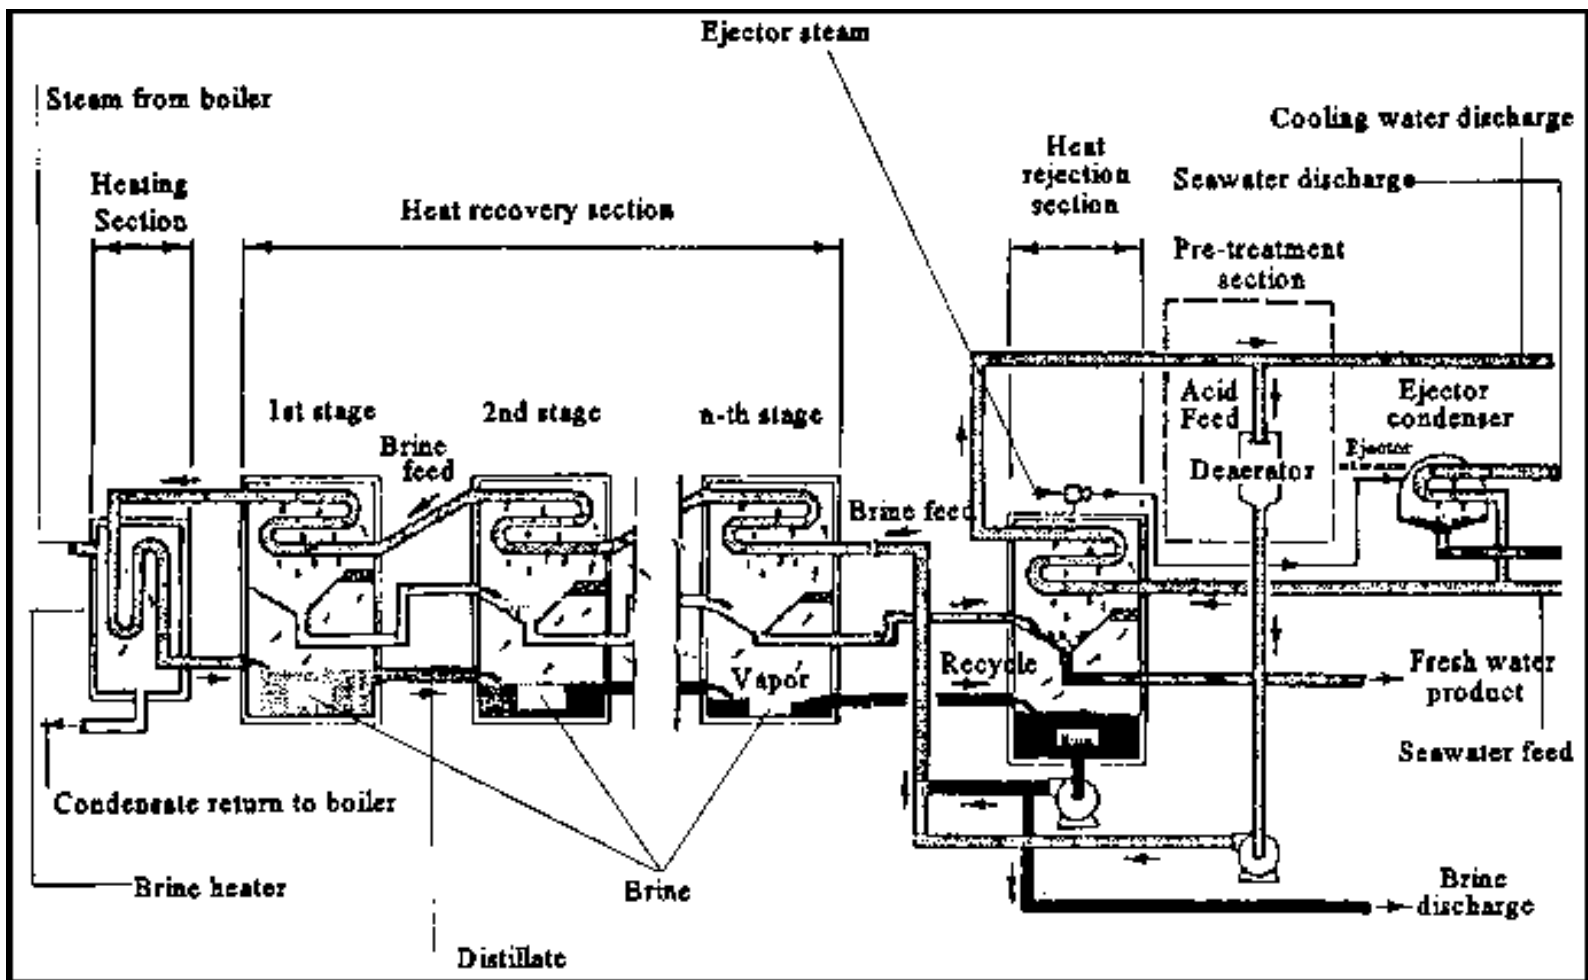 Ejector steam
Steam from boiler
Cooling water discharge
Heat
rejection
section
Seawater discharge
Heating
Section
Heat recovery section
Pre-treatment
section
1st stage
2nd stage
n-th stage
Acid
Feed
Ejector
condenser
Brine
feed
Ejector
Deaerator
Brine feed
Recycle
Vapor
Fresh water
product
Seawater feed
Condensate return to boiler
Brine heater
Brine
Brine
discharge
Distillate